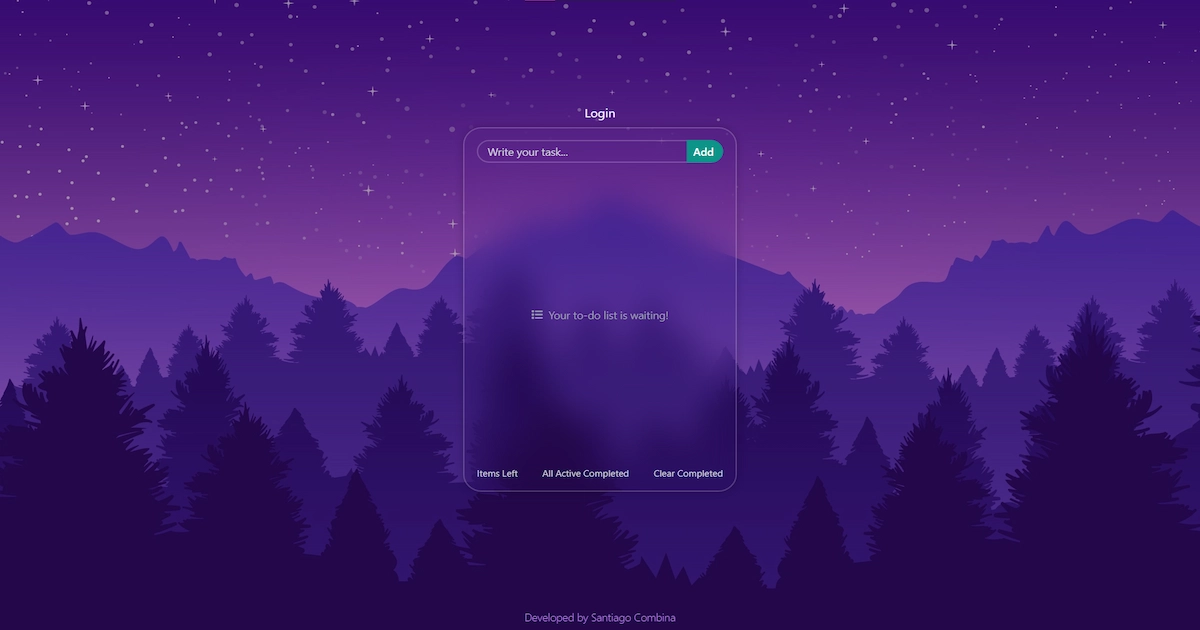 Login
Write your task...
Add
Your to-do list is waiting!
Items Left
All Active Completed
Clear Completed
Developed by Santiago Combina